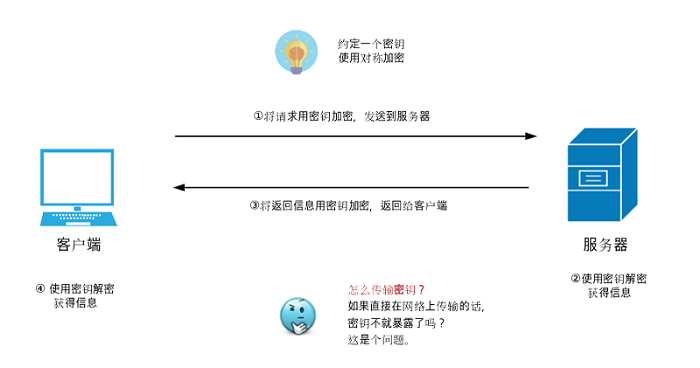 约定一个密钥
使用对称加密
①将请求用密钥加密，发送到服务器
③将返回信息用密钥加密，返回给客户端
客户端
服务器
④ 使用密钥解密
获得信息
②使用密钥解密
获得信息
怎么传输密钥？
如果直接在网络上传输的话，
密钥不就暴露了吗？
这是个问题。